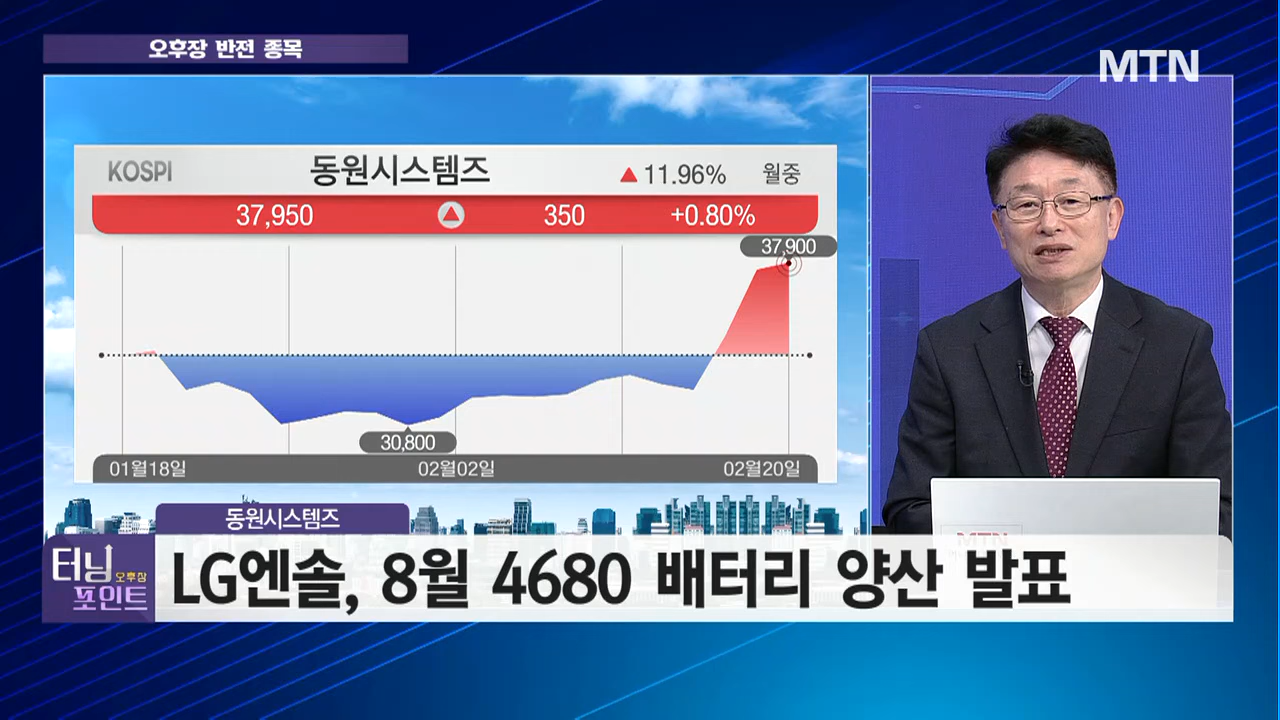 오후장 반전 종목
MTN
KOSPI 동원시스템즈 ▲ 11.96% 월중
37,950 ▲ 350 +0.80%
37,900
30,800
01월18일 02월02일 02월20일
동원시스템즈
터닝 오후장
포인트
LG엔솔, 8월 4680 배터리 양산 발표
MTN